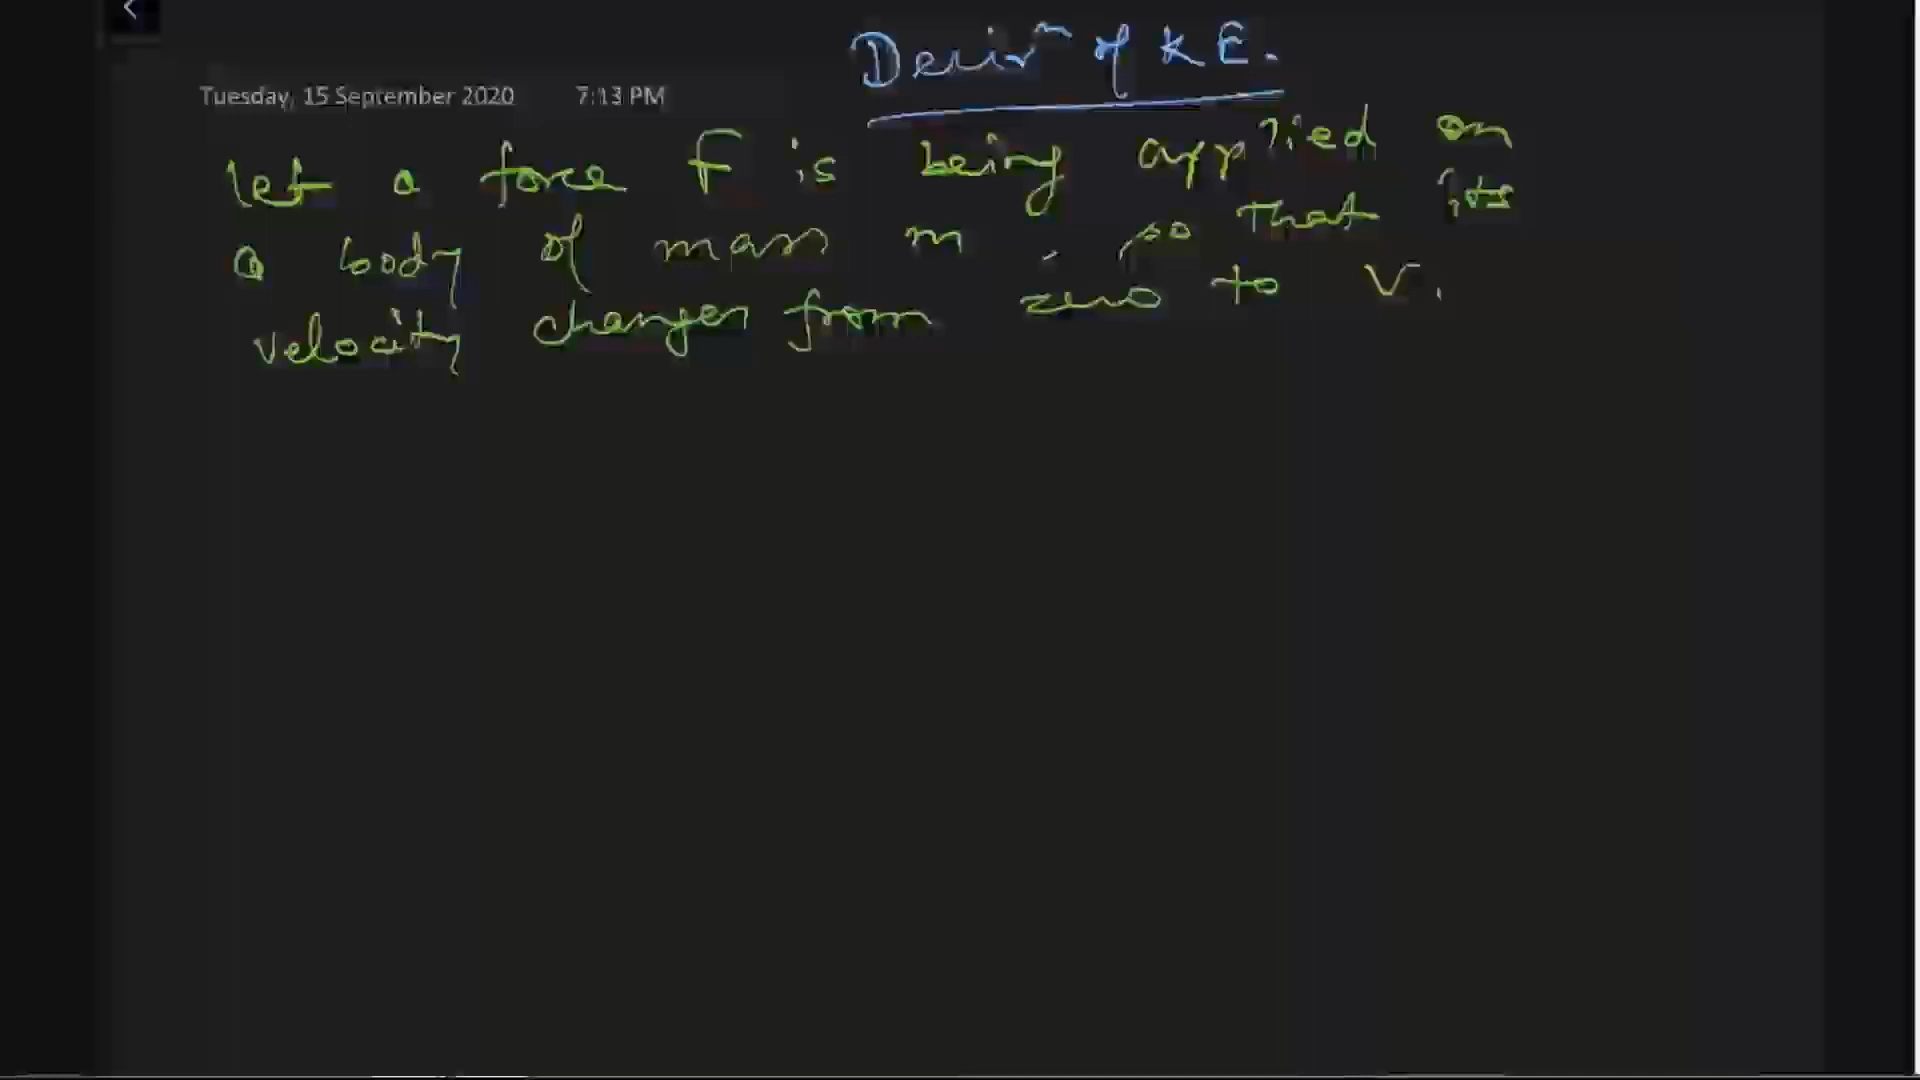 Derivⁿ of K E.
Tuesday, 15 September 2020 7:13 PM
let a force F is being applied on
a body of mass m , so that its
velocity changes from zero to V.